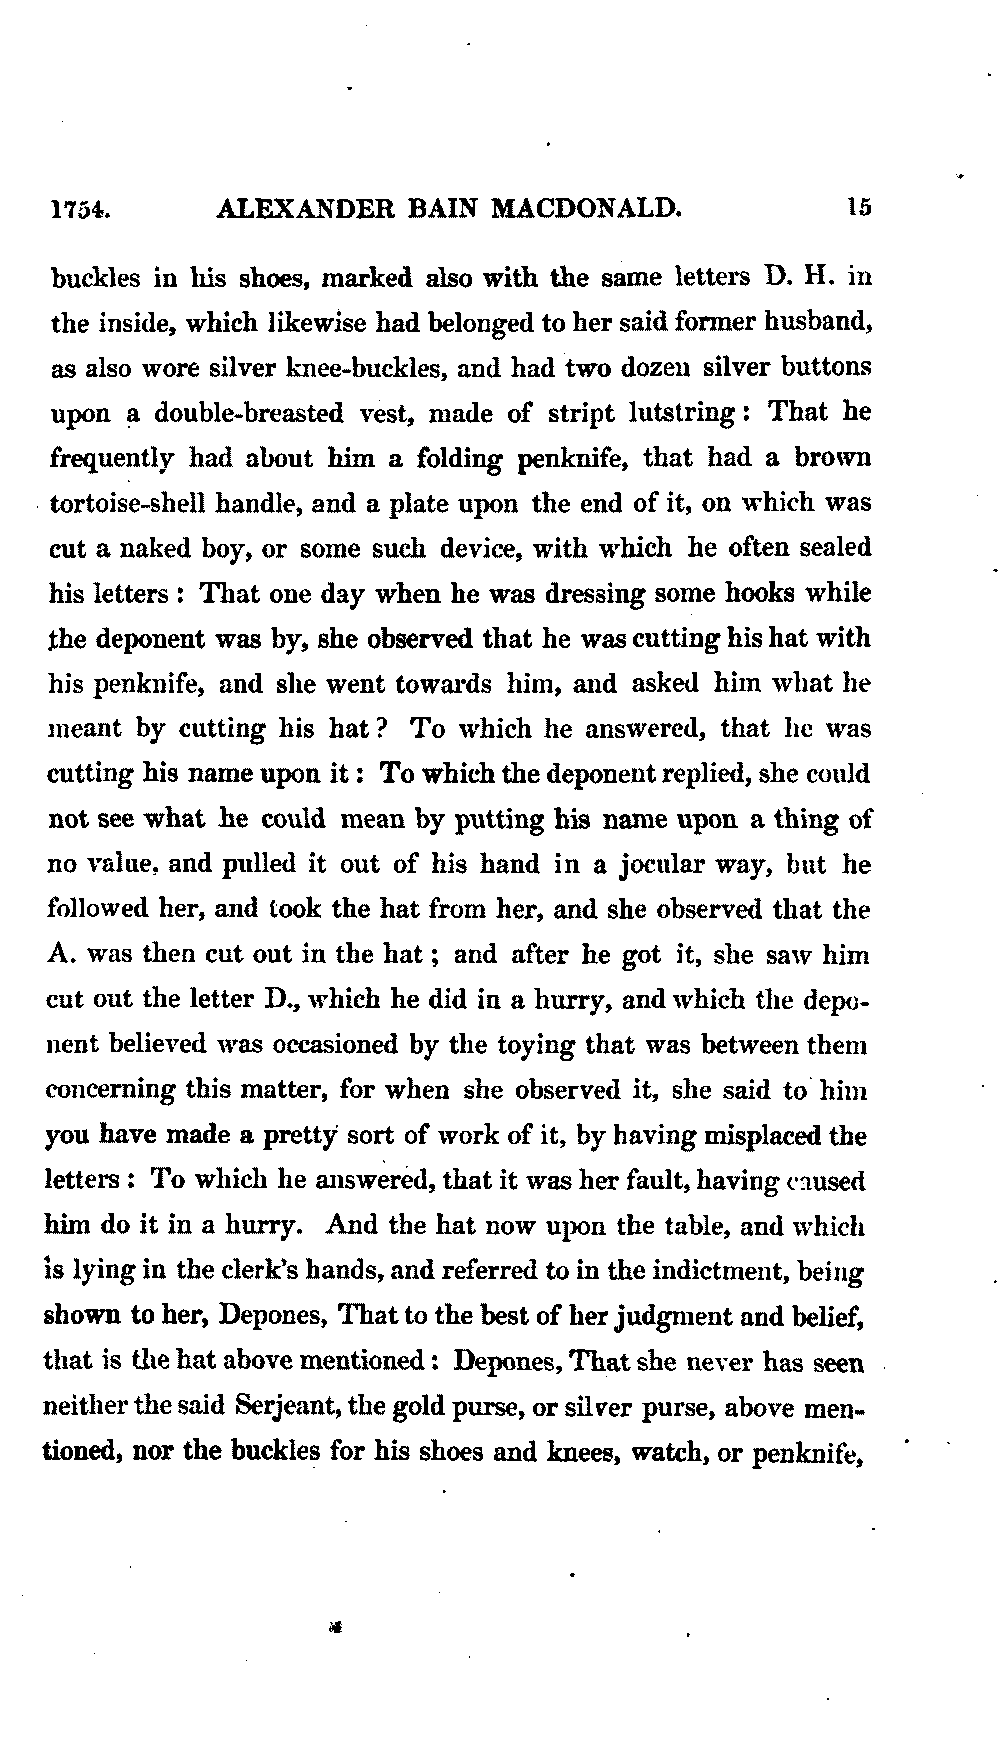 1754. ALEXANDER BAIN MACDONALD. 15
buckles in his shoes, marked also with the same letters D. H. in
the inside, which likewise had belonged to her said former husband,
as also wore silver knee-buckles, and had two dozen silver buttons
upon a double-breasted vest, made of stript lutstring : That he
frequently had about him a folding penknife, that had a brown
tortoise-shell handle, and a plate upon the end of it, on which was
cut a naked boy, or some such device, with which he often sealed
his letters : That one day when he was dressing some hooks while
the deponent was by, she observed that he was cutting his hat with
his penknife, and she went towards him, and asked him what he
meant by cutting his hat ? To which he answered, that he was
cutting his name upon it : To which the deponent replied, she could
not see what he could mean by putting his name upon a thing of
no value, and pulled it out of his hand in a jocular way, but he
followed her, and took the hat from her, and she observed that the
A. was then cut out in the hat ; and after he got it, she saw him
cut out the letter D., which he did in a hurry, and which the depo-
nent believed was occasioned by the toying that was between them
concerning this matter, for when she observed it, she said to him
you have made a pretty sort of work of it, by having misplaced the
letters : To which he answered, that it was her fault, having caused
him do it in a hurry. And the hat now upon the table, and which
is lying in the clerk's hands, and referred to in the indictment, being
shown to her, Depones, That to the best of her judgment and belief,
that is the hat above mentioned : Depones, That she never has seen
neither the said Serjeant, the gold purse, or silver purse, above men-
tioned, nor the buckles for his shoes and knees, watch, or penknife,